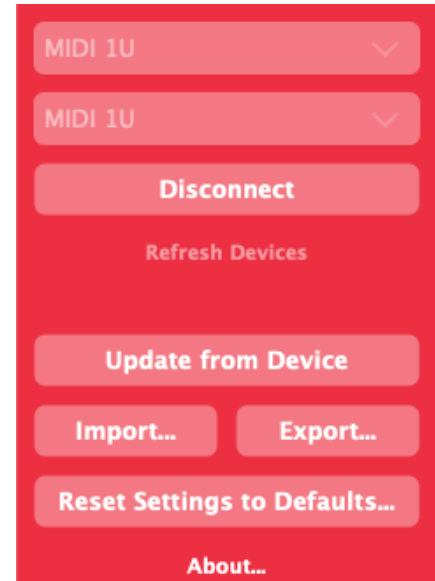 MIDI 1U
MIDI 1U
Disconnect
Refresh Devices
Update from Device
Import... Export...
Reset Settings to Defaults...
About...